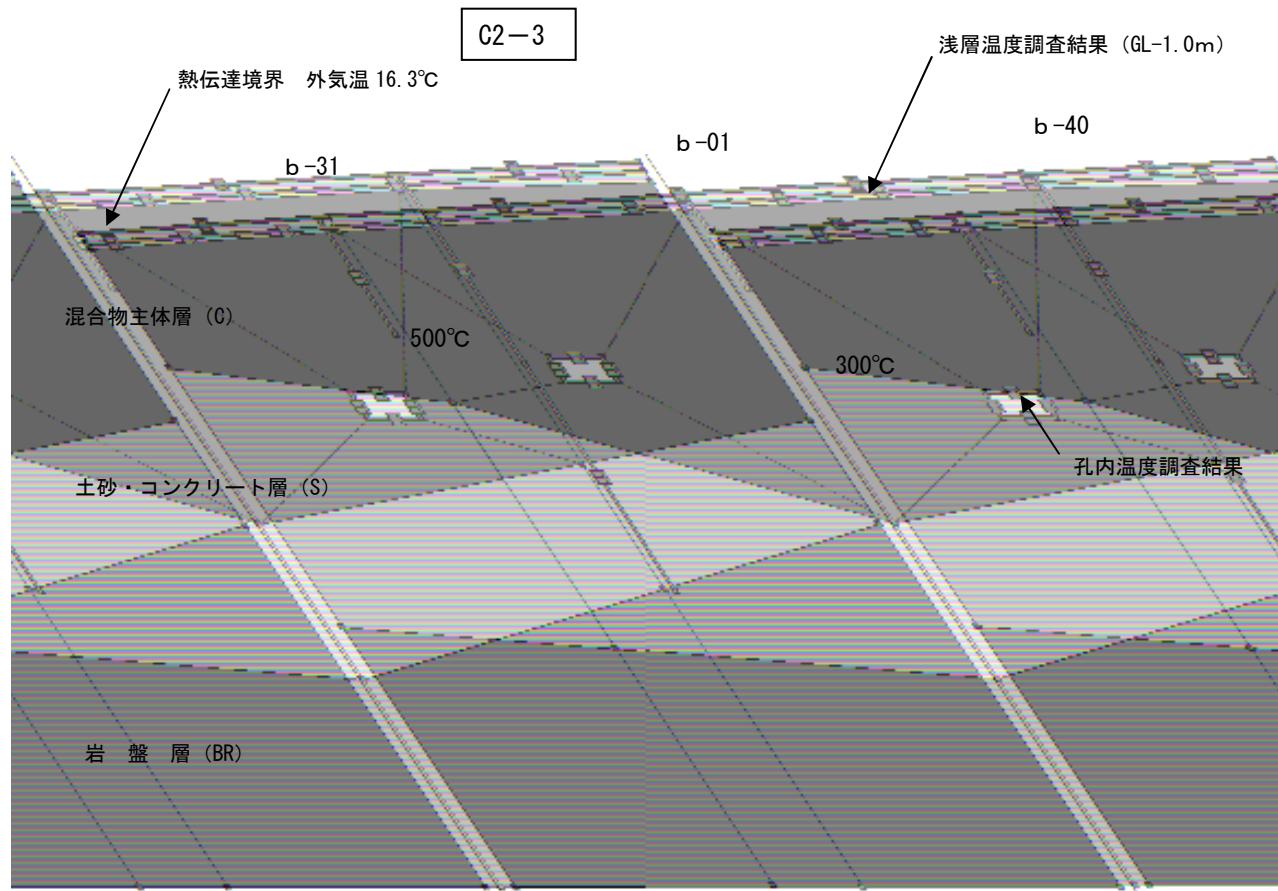 C2－3
浅層温度調査結果（GL-1.0ｍ）
熱伝達境界　外気温 16.3℃
ｂ-31
ｂ-01
ｂ-40
混合物主体層（C）
500℃
300℃
孔内温度調査結果
土砂・コンクリート層（S）
岩　盤　層（BR）